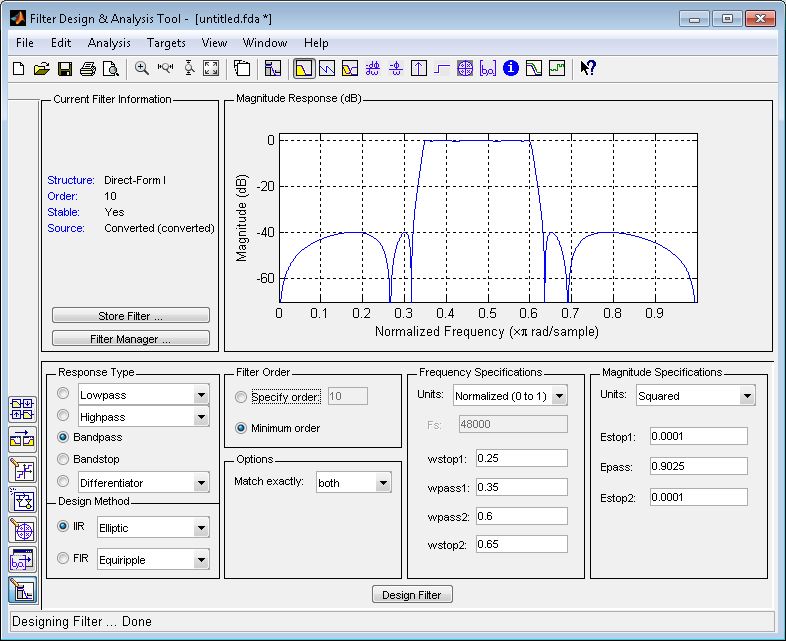 Filter Design & Analysis Tool - [untitled.fda *]
File Edit Analysis Targets View Window Help
Current Filter Information
Structure: Direct-Form I
Order: 10
Stable: Yes
Source: Converted (converted)
Store Filter ...
Filter Manager ...
Magnitude Response (dB)
Magnitude (dB)
0
-20
-40
-60
0 0.1 0.2 0.3 0.4 0.5 0.6 0.7 0.8 0.9
Normalized Frequency (×π rad/sample)
Response Type
Lowpass
Highpass
Bandpass
Bandstop
Differentiator
Design Method
IIR Elliptic
FIR Equiripple
Filter Order
Specify order: 10
Minimum order
Options
Match exactly: both
Frequency Specifications
Units: Normalized (0 to 1)
Fs: 48000
wstop1: 0.25
wpass1: 0.35
wpass2: 0.6
wstop2: 0.65
Magnitude Specifications
Units: Squared
Estop1: 0.0001
Epass: 0.9025
Estop2: 0.0001
Design Filter
Designing Filter ... Done